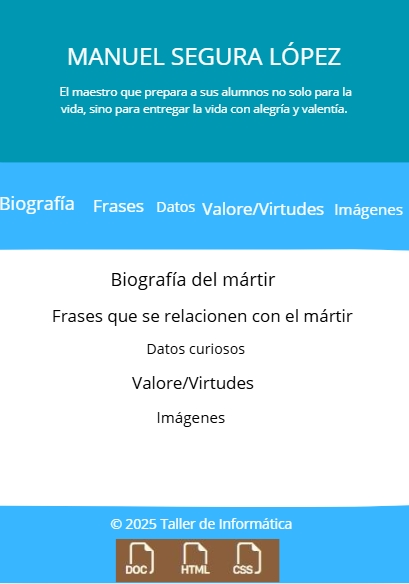 MANUEL SEGURA LÓPEZ
El maestro que prepara a sus alumnos no solo para la
vida, sino para entregar la vida con alegría y valentía.
Biografía Frases Datos Valore/Virtudes Imágenes
Biografía del mártir
Frases que se relacionen con el mártir
Datos curiosos
Valore/Virtudes
Imágenes
© 2025 Taller de Informática
DOC HTML CSS